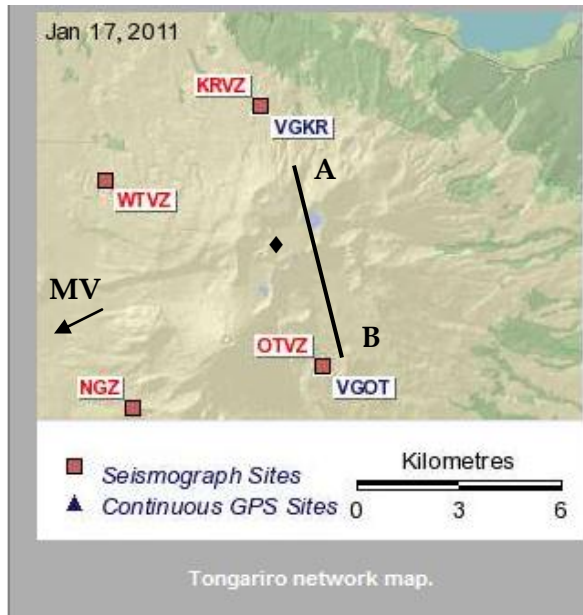 Jan 17, 2011
KRVZ
VGKR
A
WTVZ
MV
B
OTVZ
VGOT
NGZ
Seismograph Sites
Continuous GPS Sites
Kilometres
0 3 6
Tongariro network map.